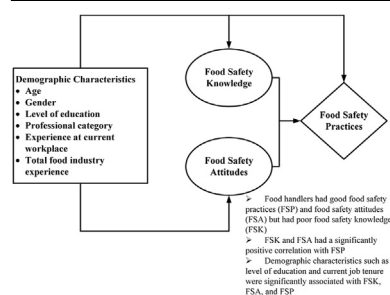 Demographic Characteristics
• Age
• Gender
• Level of education
• Professional category
• Experience at current
workplace
• Total food industry
experience
Food Safety
Knowledge
Food Safety
Attitudes
Food Safety
Practices
➢ Food handlers had good food safety
practices (FSP) and food safety attitudes
(FSA) but had poor food safety knowledge
(FSK)
➢ FSK and FSA had a significantly
positive correlation with FSP
➢ Demographic characteristics such as
level of education and current job tenure
were significantly associated with FSK,
FSA, and FSP